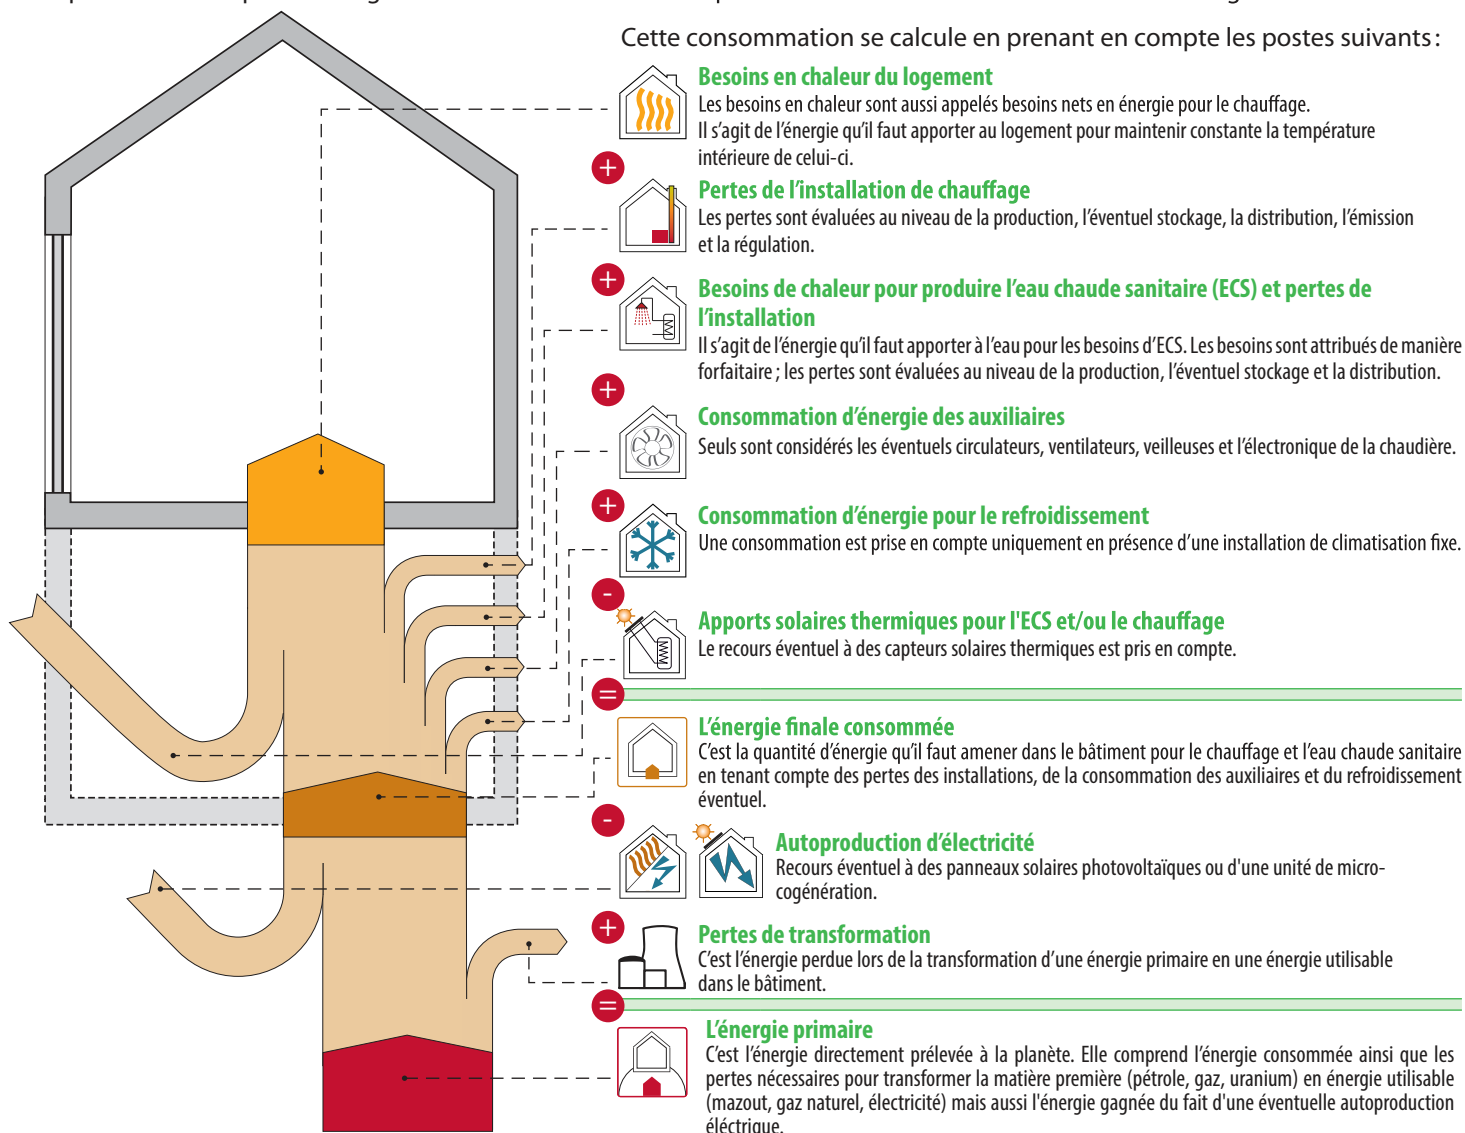 Cette consommation se calcule en prenant en compte les postes suivants :
Besoins en chaleur du logement
Les besoins en chaleur sont aussi appelés besoins nets en énergie pour le chauffage.
Il s'agit de l'énergie qu'il faut apporter au logement pour maintenir constante la température
intérieure de celui-ci.
+
Pertes de l'installation de chauffage
Les pertes sont évaluées au niveau de la production, l'éventuel stockage, la distribution, l'émission
et la régulation.
+
Besoins de chaleur pour produire l'eau chaude sanitaire (ECS) et pertes de
l'installation
Il s'agit de l'énergie qu'il faut apporter à l'eau pour les besoins d'ECS. Les besoins sont attribués de manière
forfaitaire ; les pertes sont évaluées au niveau de la production, l'éventuel stockage et la distribution.
+
Consommation d'énergie des auxiliaires
Seuls sont considérés les éventuels circulateurs, ventilateurs, veilleuses et l'électronique de la chaudière.
+
Consommation d'énergie pour le refroidissement
Une consommation est prise en compte uniquement en présence d'une installation de climatisation fixe.
-
Apports solaires thermiques pour l'ECS et/ou le chauffage
Le recours éventuel à des capteurs solaires thermiques est pris en compte.
=
L'énergie finale consommée
C'est la quantité d'énergie qu'il faut amener dans le bâtiment pour le chauffage et l'eau chaude sanitaire
en tenant compte des pertes des installations, de la consommation des auxiliaires et du refroidissement
éventuel.
-
Autoproduction d'électricité
Recours éventuel à des panneaux solaires photovoltaïques ou d'une unité de micro-
cogénération.
+
Pertes de transformation
C'est l'énergie perdue lors de la transformation d'une énergie primaire en une énergie utilisable
dans le bâtiment.
=
L'énergie primaire
C'est l'énergie directement prélevée à la planète. Elle comprend l'énergie consommée ainsi que les
pertes nécessaires pour transformer la matière première (pétrole, gaz, uranium) en énergie utilisable
(mazout, gaz naturel, électricité) mais aussi l'énergie gagnée du fait d'une éventuelle autoproduction
éléctrique.